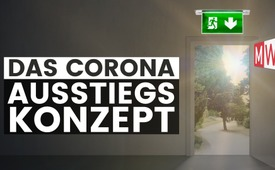 DAS CORONA
AUSSTIEGS
KONZEPT
MW